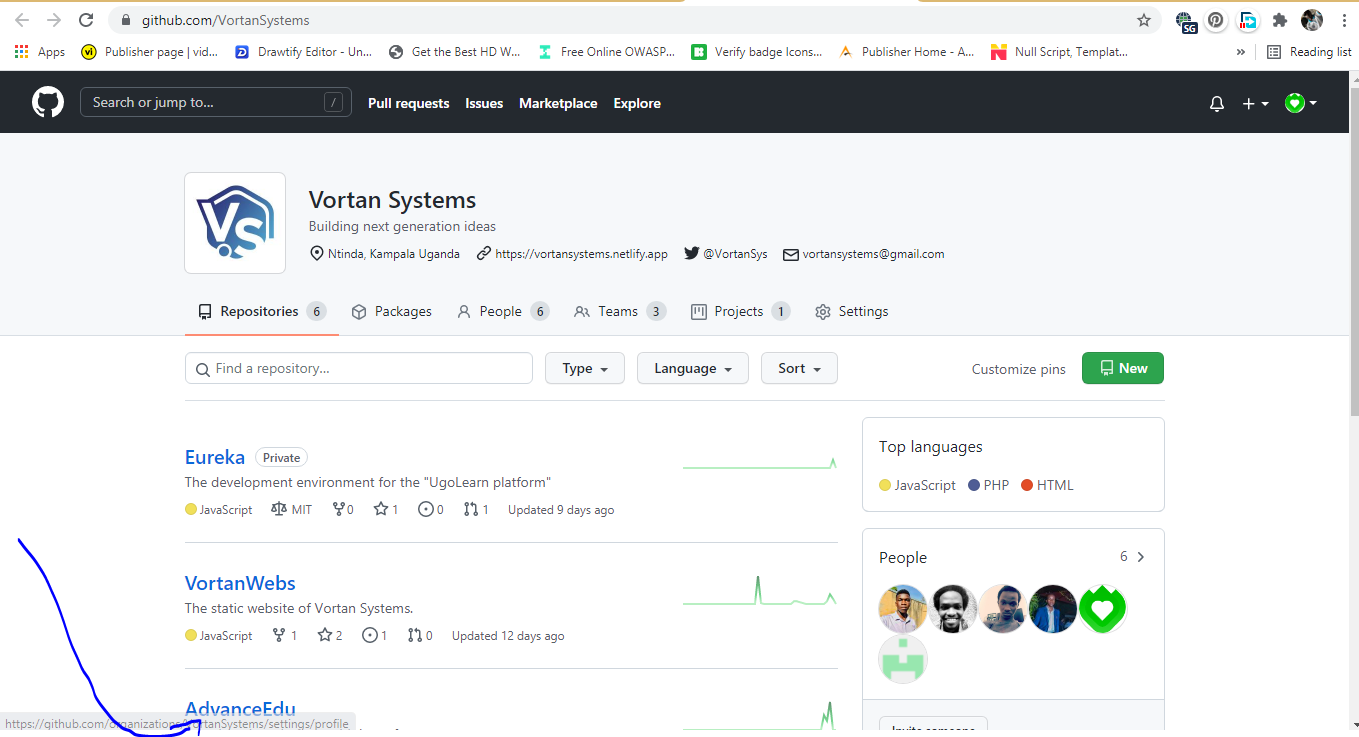 github.com/VortanSystems
SG
Apps Publisher page | vid... Drawtify Editor - Un... Get the Best HD W... Free Online OWASP... Verify badge Icons... Publisher Home - A... Null Script, Templat... » Reading list
Search or jump to... / Pull requests Issues Marketplace Explore
VS
Vortan Systems
Building next generation ideas
Ntinda, Kampala Uganda https://vortansystems.netlify.app @VortanSys vortansystems@gmail.com
Repositories 6 Packages People 6 Teams 3 Projects 1 Settings
Find a repository... Type Language Sort Customize pins New
Eureka Private
The development environment for the "UgoLearn platform"
JavaScript MIT 0 1 0 1 Updated 9 days ago
VortanWebs
The static website of Vortan Systems.
JavaScript 1 2 1 0 Updated 12 days ago
AdvanceEdu
Top languages
JavaScript PHP HTML
People 6
Invite someone
https://github.com/organizations/VortanSystems/settings/profile